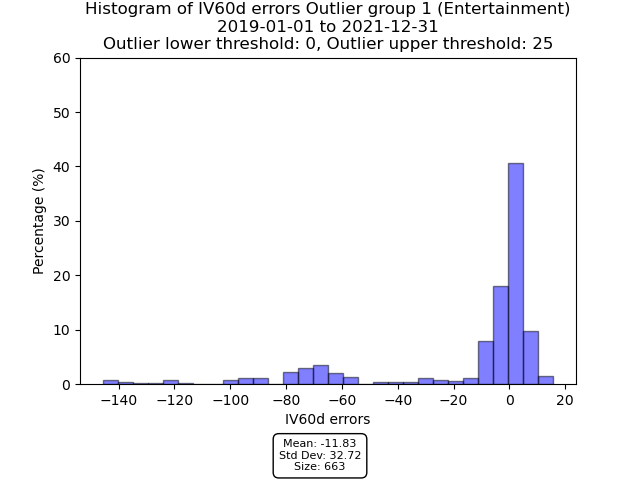 Histogram of IV60d errors Outlier group 1 (Entertainment)
2019-01-01 to 2021-12-31
Outlier lower threshold: 0, Outlier upper threshold: 25
60
50
40
30
20
10
0
Percentage (%)
−140 −120 −100 −80 −60 −40 −20 0 20
IV60d errors
Mean: -11.83
Std Dev: 32.72
Size: 663